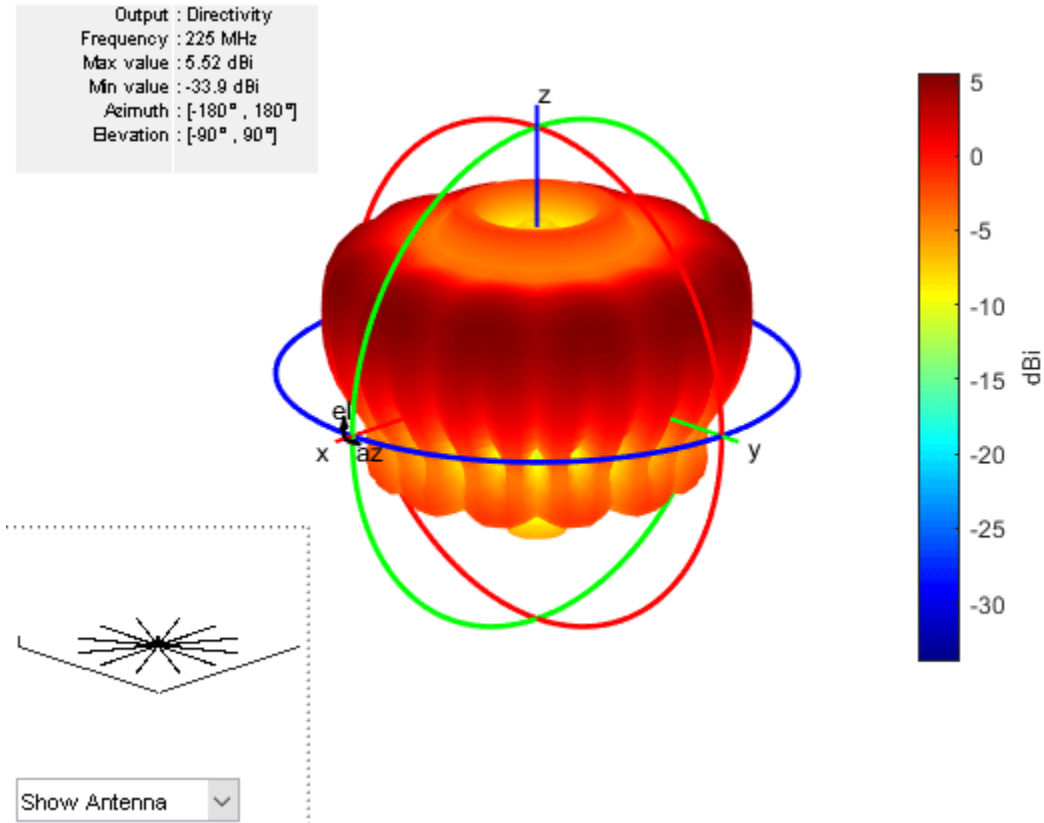 Output : Directivity
Frequency : 225 MHz
Max value : 5.52 dBi
Min value : -33.9 dBi
Azimuth : [-180° , 180°]
Elevation : [-90° , 90°]
z
x
y
el
az
5
0
-5
-10
-15
-20
-25
-30
dBi
Show Antenna